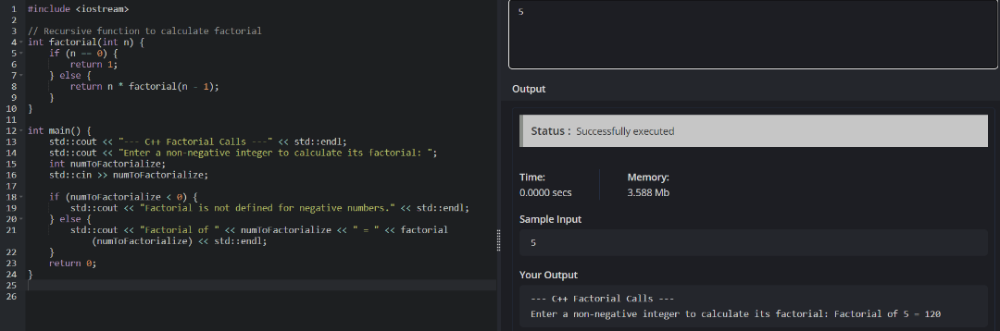 1 #include <iostream>
2
3 // Recursive function to calculate factorial
4 int factorial(int n) {
5 if (n == 0) {
6 return 1;
7 } else {
8 return n * factorial(n - 1);
9 }
10 }
11
12 int main() {
13 std::cout << "--- C++ Factorial Calls ---" << std::endl;
14 std::cout << "Enter a non-negative integer to calculate its factorial: ";
15 int numToFactorialize;
16 std::cin >> numToFactorialize;
17
18 if (numToFactorialize < 0) {
19 std::cout << "Factorial is not defined for negative numbers." << std::endl;
20 } else {
21 std::cout << "Factorial of " << numToFactorialize << " = " << factorial
(numToFactorialize) << std::endl;
22 }
23 return 0;
24 }
25
26
5
Output
Status : Successfully executed
Time: Memory:
0.0000 secs 3.588 Mb
Sample Input
5
Your Output
--- C++ Factorial Calls ---
Enter a non-negative integer to calculate its factorial: Factorial of 5 = 120